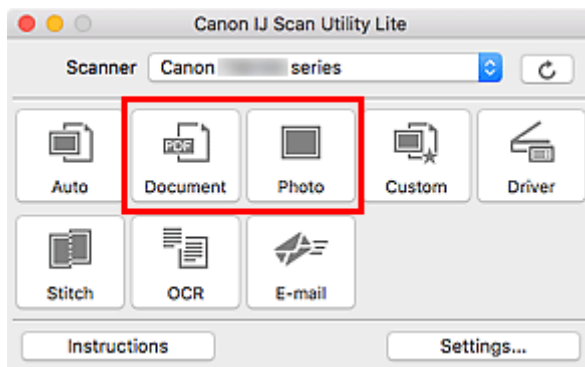 Canon IJ Scan Utility Lite
Scanner Canon series
Auto PDF Document Photo Custom Driver
Stitch OCR E-mail
Instructions Settings...